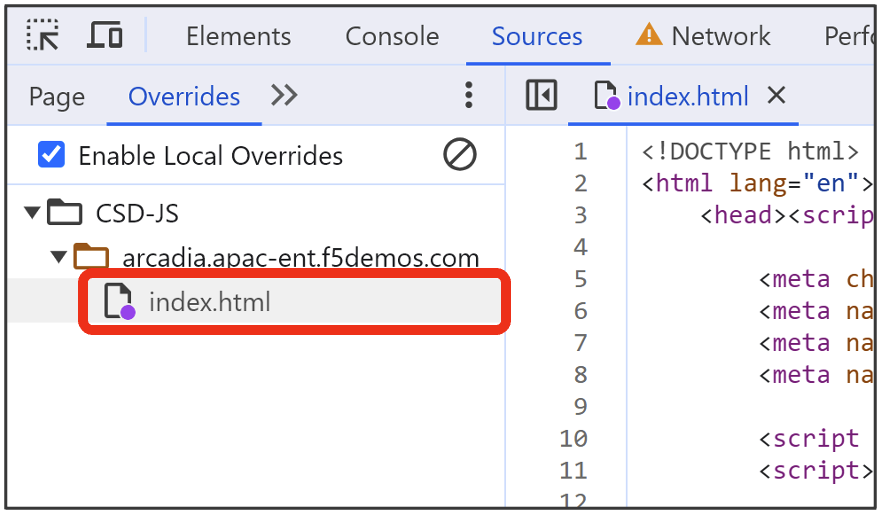 Elements Console Sources Network Perfo
Page Overrides index.html
Enable Local Overrides
CSD-JS
arcadia.apac-ent.f5demos.com
index.html
1 <!DOCTYPE html>
2 <html lang="en">
3 <head><scrip
4
5 <meta ch
6 <meta na
7 <meta na
8 <meta na
9
10 <script
11 <script>
12